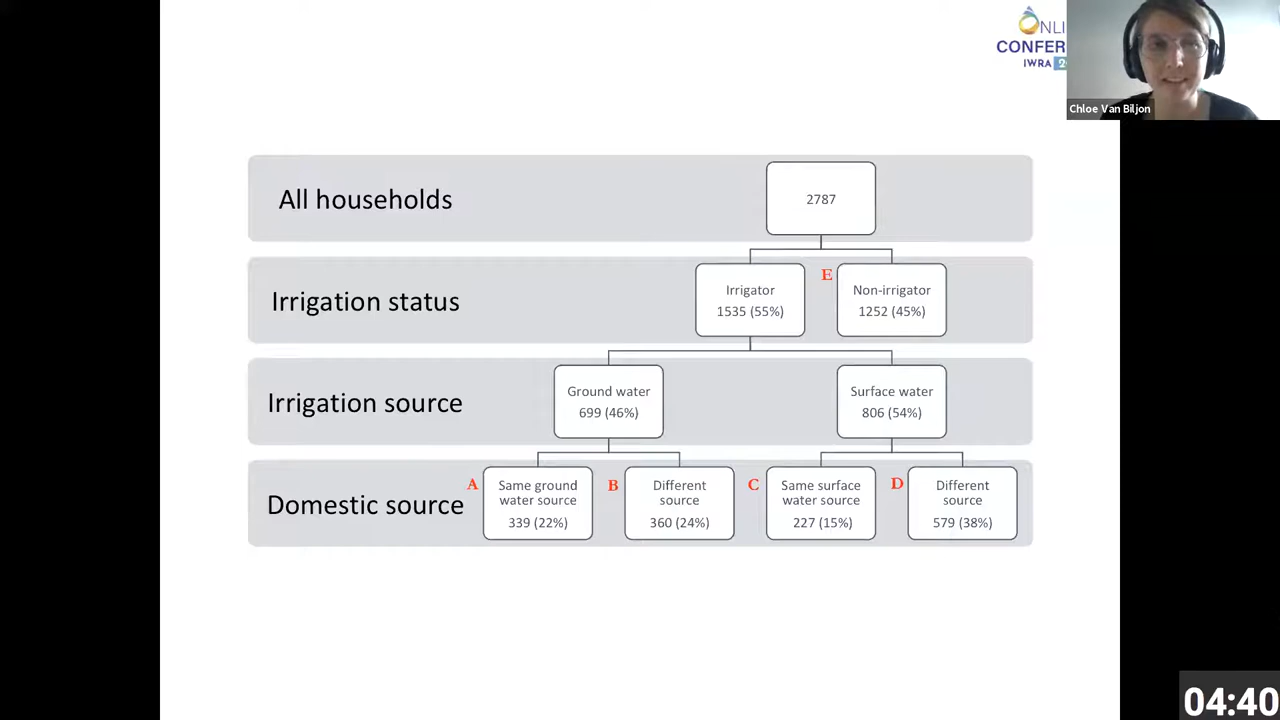 ONLI
CONFER
IWRA 2
Chloe Van Biljon
All households
2787
Irrigation status
Irrigator
1535 (55%)
E
Non-irrigator
1252 (45%)
Irrigation source
Ground water
699 (46%)
Surface water
806 (54%)
Domestic source
A
Same ground
water source
339 (22%)
B
Different
source
360 (24%)
C
Same surface
water source
227 (15%)
D
Different
source
579 (38%)
04:40